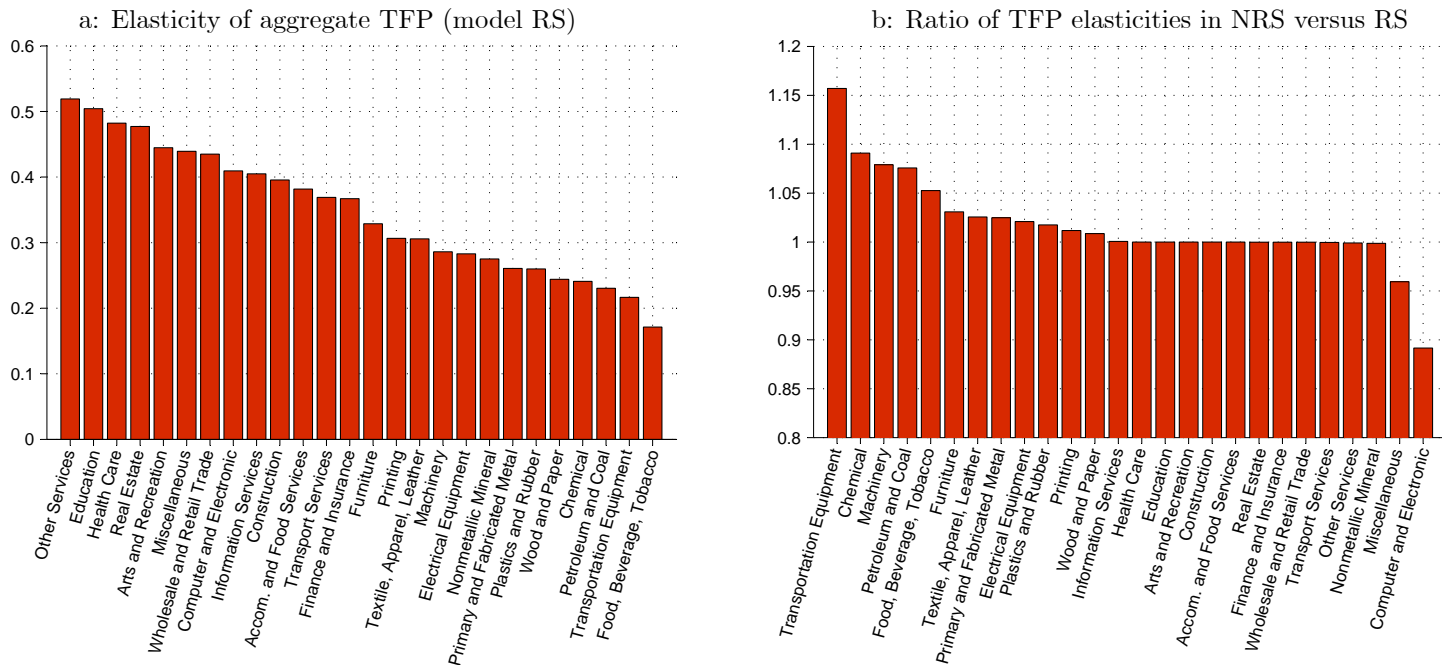 a: Elasticity of aggregate TFP (model RS)
0.6
0.5
0.4
0.3
0.2
0.1
0
Other Services
Education
Health Care
Real Estate
Arts and Recreation
Miscellaneous
Wholesale and Retail Trade
Computer and Electronic
Information Services
Construction
Accom. and Food Services
Transport Services
Finance and Insurance
Furniture
Printing
Textile, Apparel, Leather
Machinery
Electrical Equipment
Nonmetallic Mineral
Primary and Fabricated Metal
Plastics and Rubber
Wood and Paper
Chemical
Petroleum and Coal
Transportation Equipment
Food, Beverage, Tobacco
b: Ratio of TFP elasticities in NRS versus RS
1.2
1.15
1.1
1.05
1
0.95
0.9
0.85
0.8
Transportation Equipment
Chemical
Machinery
Petroleum and Coal
Food, Beverage, Tobacco
Furniture
Textile, Apparel, Leather
Primary and Fabricated Metal
Electrical Equipment
Plastics and Rubber
Printing
Wood and Paper
Information Services
Health Care
Education
Arts and Recreation
Construction
Accom. and Food Services
Real Estate
Finance and Insurance
Wholesale and Retail Trade
Transport Services
Other Services
Nonmetallic Mineral
Miscellaneous
Computer and Electronic